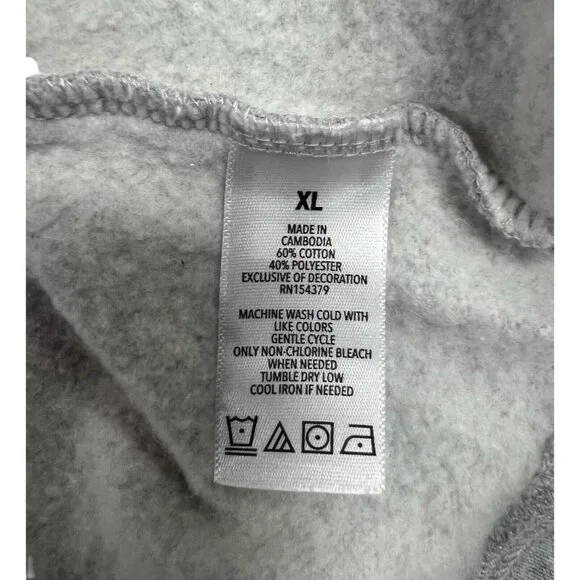 XL
MADE IN
CAMBODIA
60% COTTON
40% POLYESTER
EXCLUSIVE OF DECORATION
RN154379
MACHINE WASH COLD WITH
LIKE COLORS
GENTLE CYCLE
ONLY NON-CHLORINE BLEACH
WHEN NEEDED
TUMBLE DRY LOW
COOL IRON IF NEEDED